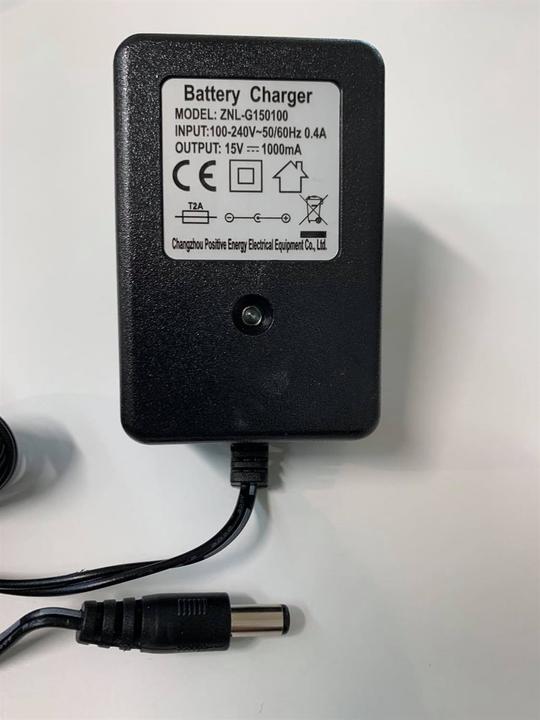 Battery Charger
MODEL: ZNL-G150100
INPUT:100-240V~50/60Hz 0.4A
OUTPUT: 15V ⎓ 1000mA
CE
T2A
Changzhou Positive Energy Electrical Equipment Co., Ltd.